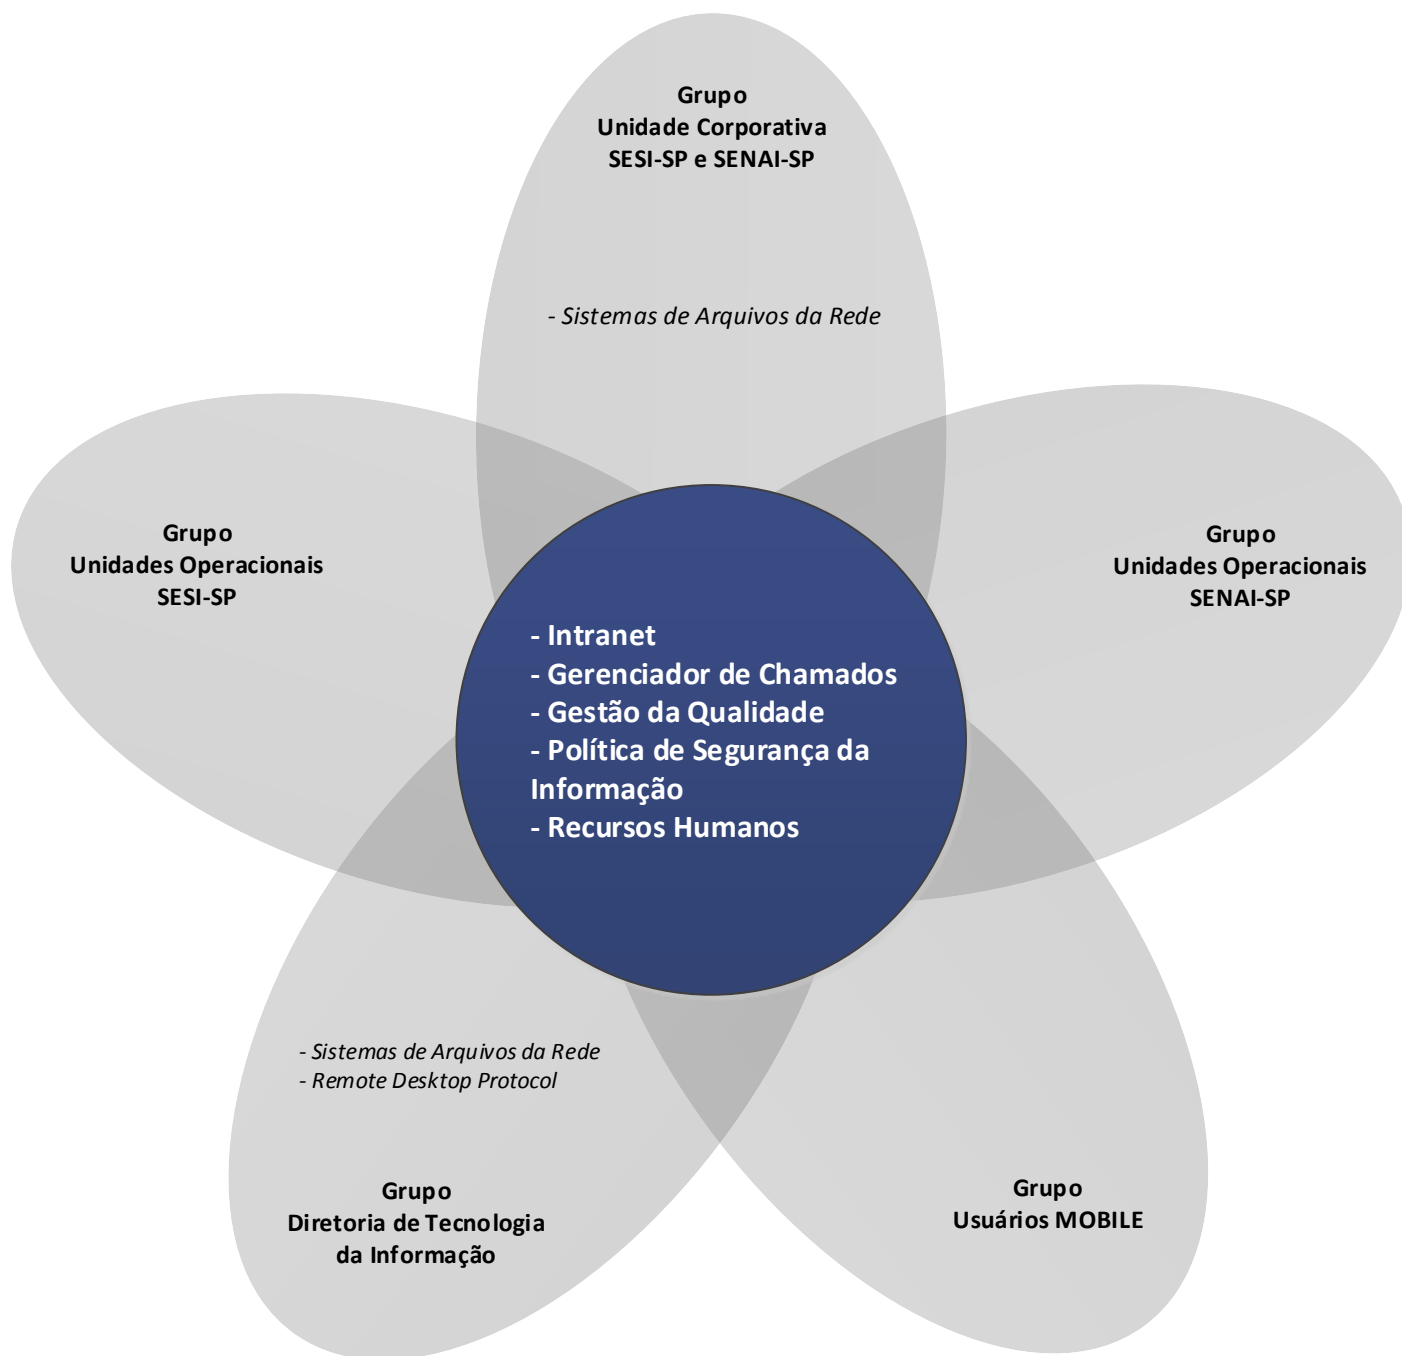 Grupo
Unidade Corporativa
SESI-SP e SENAI-SP
- Sistemas de Arquivos da Rede
Grupo
Unidades Operacionais
SESI-SP
Grupo
Unidades Operacionais
SENAI-SP
- Intranet
- Gerenciador de Chamados
- Gestão da Qualidade
- Política de Segurança da
Informação
- Recursos Humanos
- Sistemas de Arquivos da Rede
- Remote Desktop Protocol
Grupo
Diretoria de Tecnologia
da Informação
Grupo
Usuários MOBILE